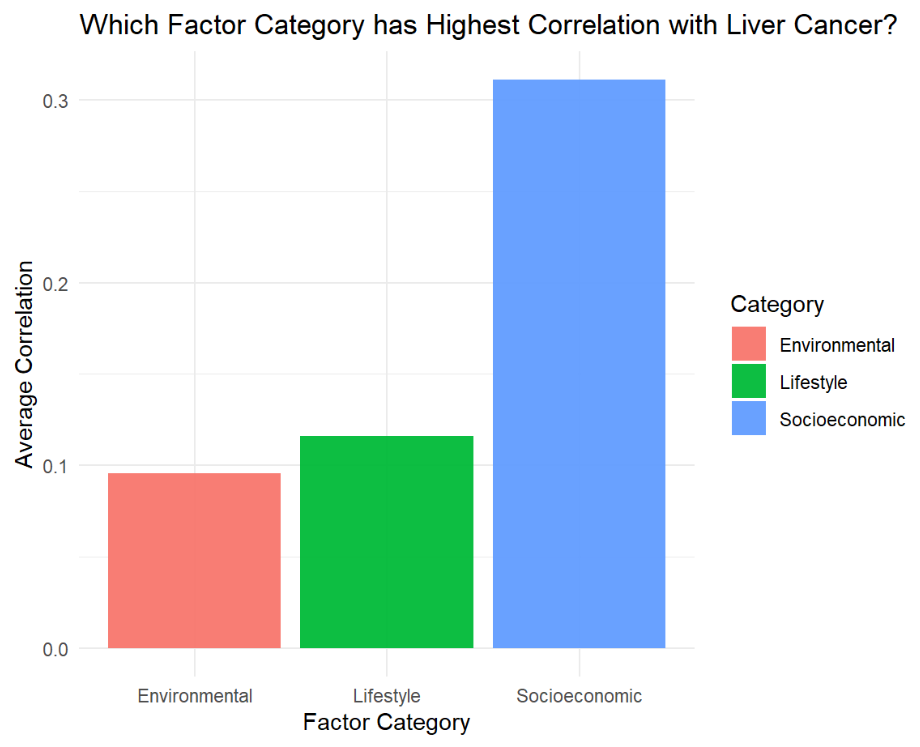 Which Factor Category has Highest Correlation with Liver Cancer?
Average Correlation
0.3
0.2
0.1
0.0
Environmental
Lifestyle
Socioeconomic
Factor Category
Category
Environmental
Lifestyle
Socioeconomic